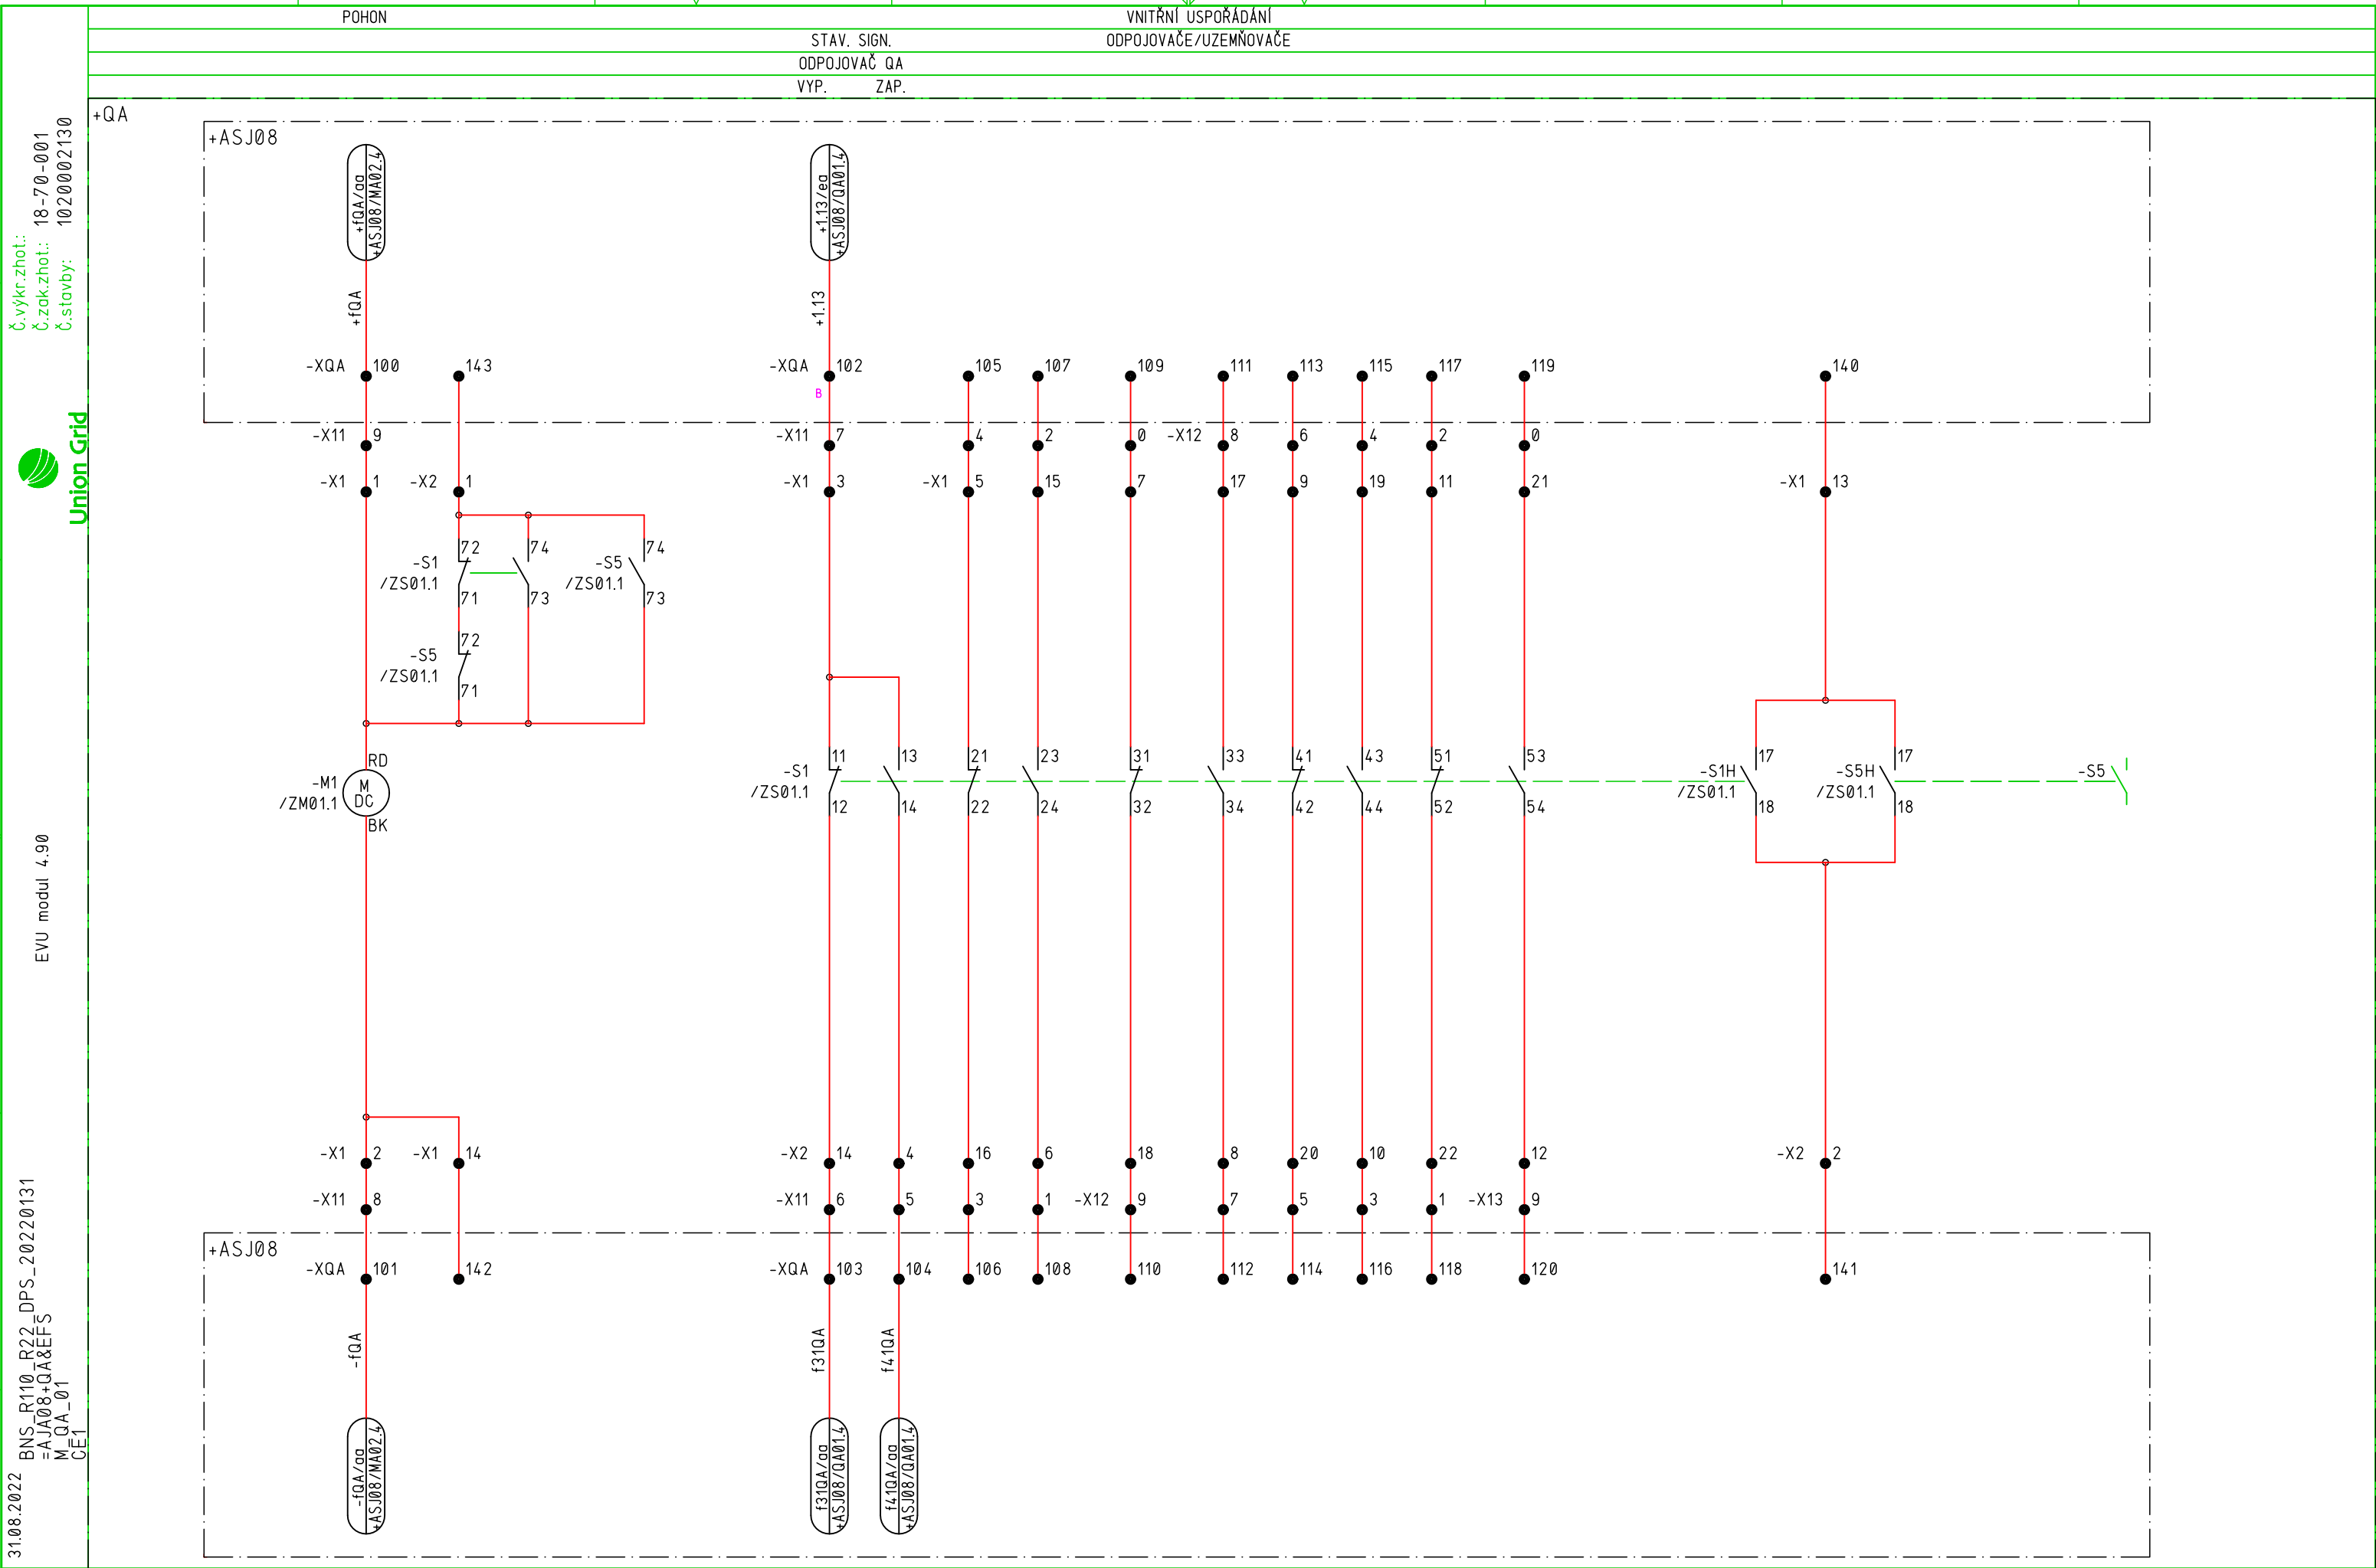 POHON
VNITŘNÍ USPOŘÁDÁNÍ
STAV. SIGN.
ODPOJOVAČE/UZEMŇOVAČE
ODPOJOVAČ QA
VYP.
ZAP.
Č.výkr.zhot.:
Č.zak.zhot.: 18-70-001
Č.stavby: 1020002130
Union Grid
EVU modul 4.90
BNS_R110_R22_DPS_20220131
=AJA08+QA&EFS
M_QA_01
CE1
31.08.2022
+QA
+ASJ08
+fQA/aa
+ASJ08/MA02.4
+1.13/ea
+ASJ08/QA01.4
+fQA
+1.13
-XQA 100
143
-XQA 102
105
107
109
111
113
115
117
119
140
B
-X11 9
-X11 7
4
2
0
-X12 8
6
4
2
0
-X1 1
-X2 1
-X1 3
-X1 5
15
7
17
9
19
11
21
-X1 13
72
74
74
-S1
/ZS01.1
-S5
/ZS01.1
71
73
73
72
-S5
/ZS01.1
71
RD
-M1
/ZM01.1
M
DC
BK
-S1
/ZS01.1
11
13
21
23
31
33
41
43
51
53
12
14
22
24
32
34
42
44
52
54
-S1H
/ZS01.1
17
18
-S5H
/ZS01.1
17
18
-S5
-X1 2
-X1 14
-X2 14
4
16
6
18
8
20
10
22
12
-X2 2
-X11 8
-X11 6
5
3
1
-X12 9
7
5
3
1
-X13 9
+ASJ08
-XQA 101
142
-XQA 103
104
106
108
110
112
114
116
118
120
141
-fQA
f31QA
f41QA
-fQA/aa
+ASJ08/MA02.4
f31QA/aa
+ASJ08/QA01.4
f41QA/aa
+ASJ08/QA01.4